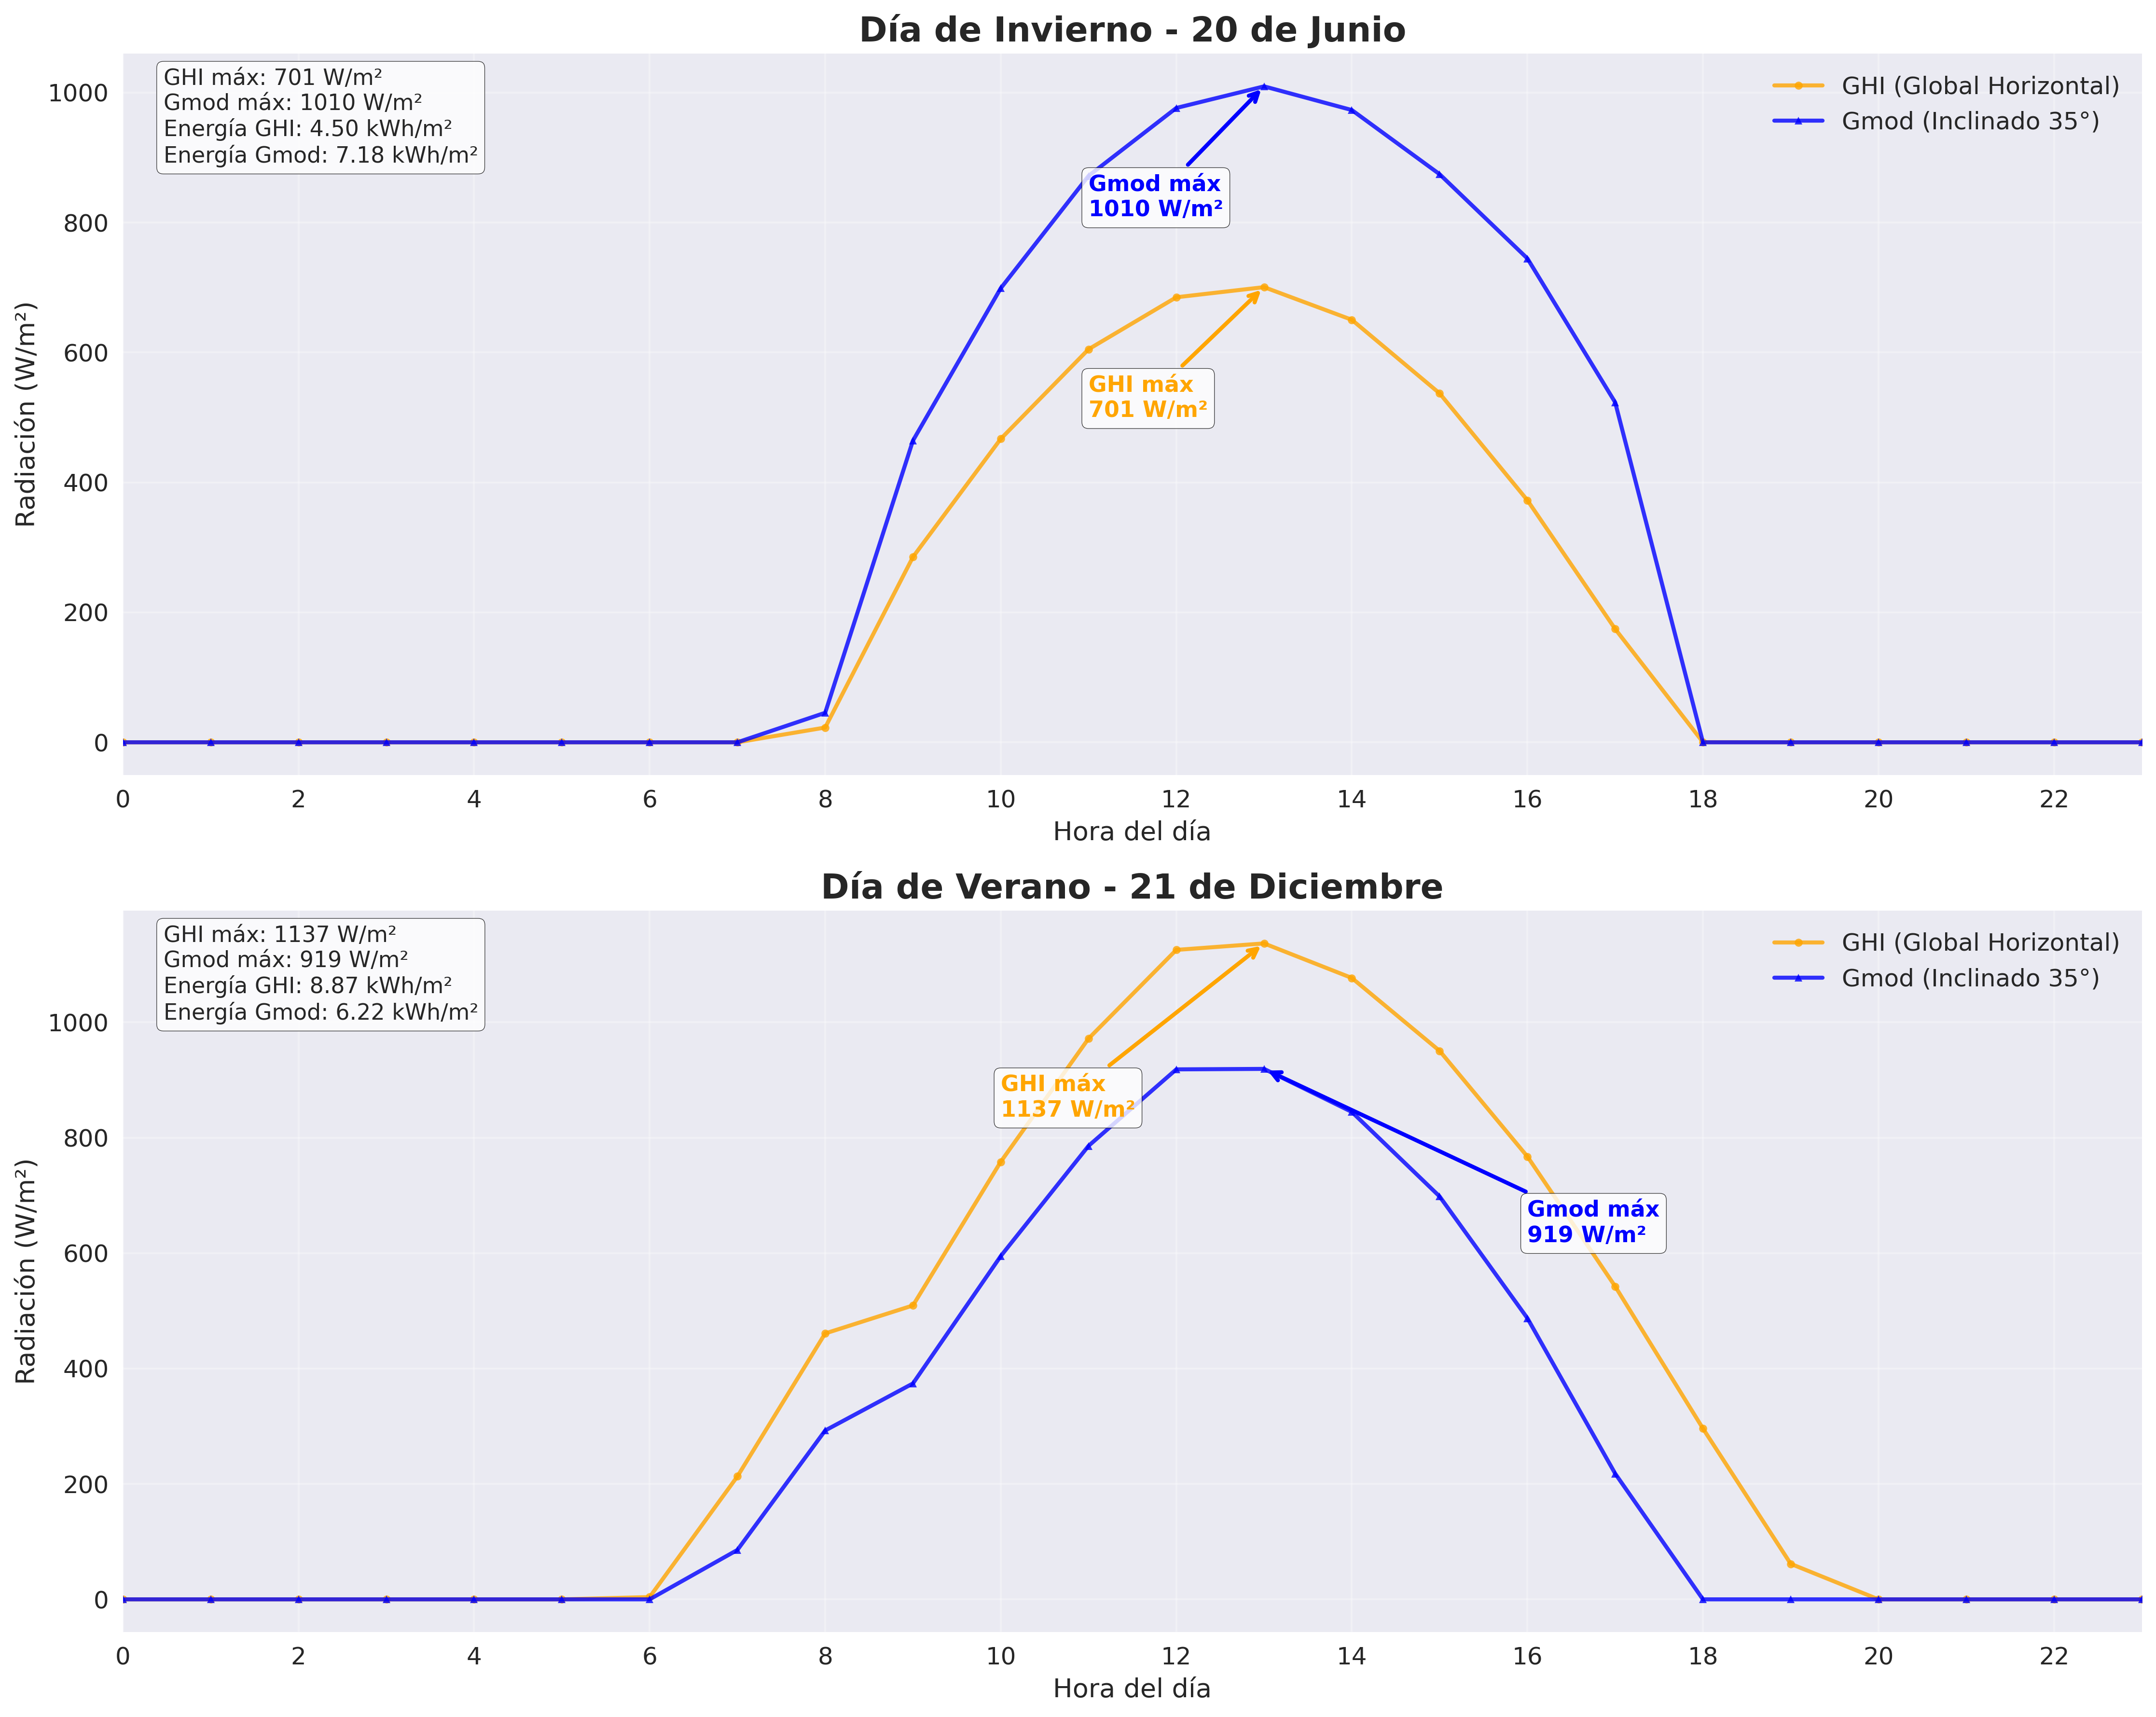 Día de Invierno - 20 de Junio
GHI máx: 701 W/m²
Gmod máx: 1010 W/m²
Energía GHI: 4.50 kWh/m²
Energía Gmod: 7.18 kWh/m²
GHI (Global Horizontal)
Gmod (Inclinado 35°)
Gmod máx
1010 W/m²
GHI máx
701 W/m²
Radiación (W/m²)
1000
800
600
400
200
0
0 2 4 6 8 10 12 14 16 18 20 22
Hora del día
Día de Verano - 21 de Diciembre
GHI máx: 1137 W/m²
Gmod máx: 919 W/m²
Energía GHI: 8.87 kWh/m²
Energía Gmod: 6.22 kWh/m²
GHI (Global Horizontal)
Gmod (Inclinado 35°)
GHI máx
1137 W/m²
Gmod máx
919 W/m²
Radiación (W/m²)
1000
800
600
400
200
0
0 2 4 6 8 10 12 14 16 18 20 22
Hora del día